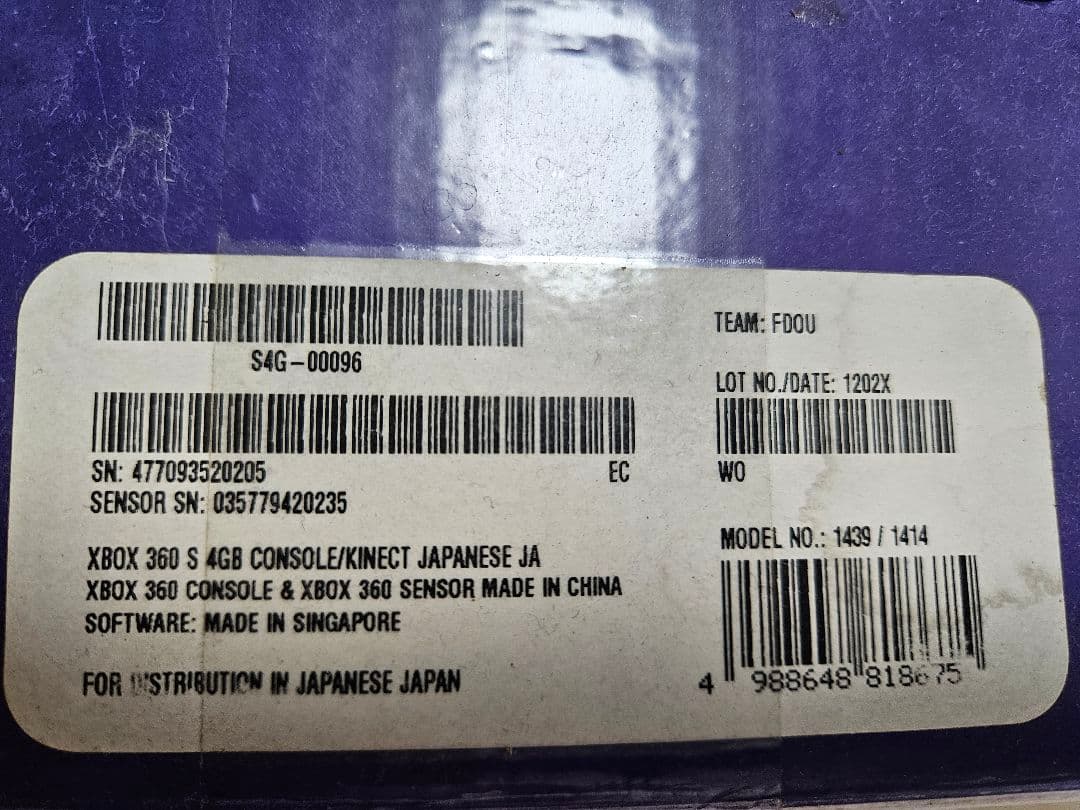 S4G-00096
SN: 477093520205 EC
SENSOR SN: 035779420235
XBOX 360 S 4GB CONSOLE/KINECT JAPANESE JA
XBOX 360 CONSOLE & XBOX 360 SENSOR MADE IN CHINA
SOFTWARE: MADE IN SINGAPORE
FOR DISTRIBUTION IN JAPANESE JAPAN
TEAM: FDOU
LOT NO./DATE: 1202X
WO
MODEL NO.: 1439 / 1414
4 988648 818675